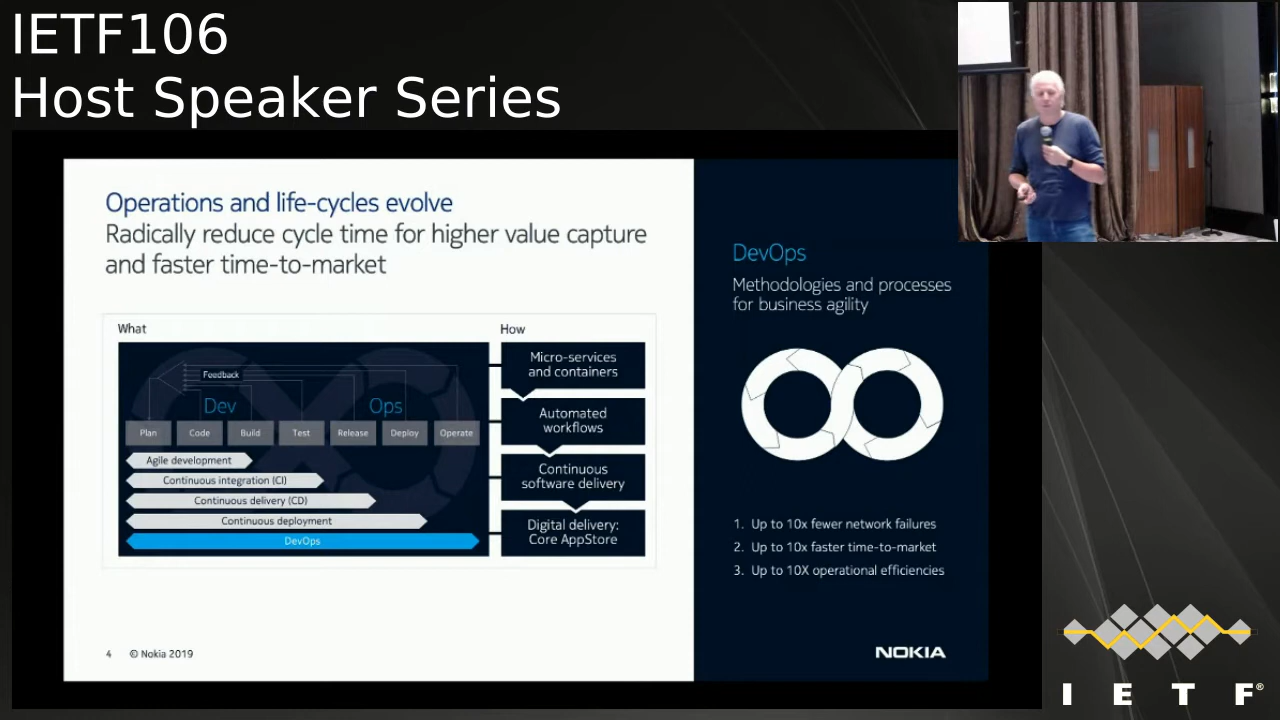 IETF106
Host Speaker Series
Operations and life-cycles evolve
Radically reduce cycle time for higher value capture
and faster time-to-market
What
How
Feedback
Dev
Ops
Plan
Code
Build
Test
Release
Deploy
Operate
Agile development
Continuous integration (CI)
Continuous delivery (CD)
Continuous deployment
DevOps
Micro-services
and containers
Automated
workflows
Continuous
software delivery
Digital delivery:
Core AppStore
DevOps
Methodologies and processes
for business agility
1. Up to 10x fewer network failures
2. Up to 10x faster time-to-market
3. Up to 10X operational efficiencies
4 © Nokia 2019
NOKIA
IETF®